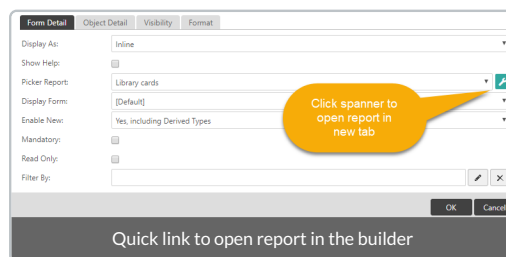 Form Detail Object Detail Visibility Format
Display As: Inline
Show Help:
Picker Report: Library cards
Display Form: [Default]
Enable New: Yes, including Derived Types
Mandatory:
Read Only:
Filter By:
Click spanner to
open report in
new tab
OK Cancel
Quick link to open report in the builder